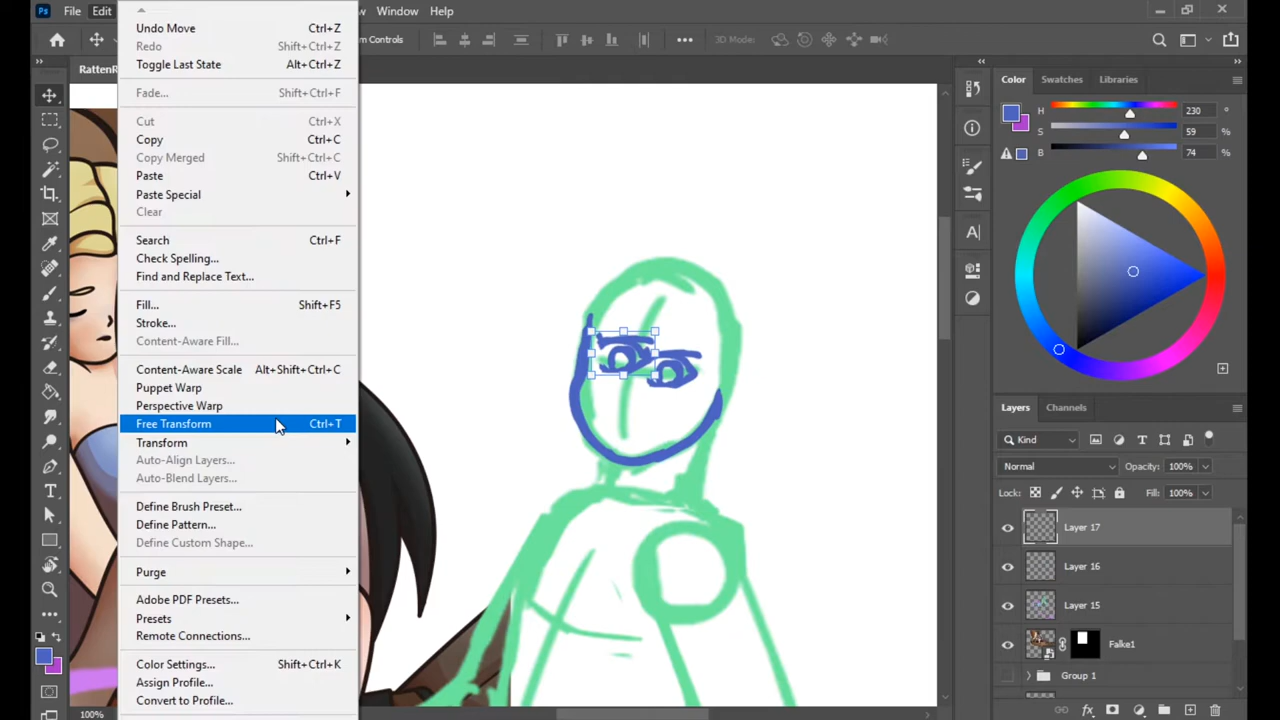 Ps File Edit Window Help
RattenR
Undo Move Ctrl+Z
Redo Shift+Ctrl+Z
Toggle Last State Alt+Ctrl+Z
Fade... Shift+Ctrl+F
Cut Ctrl+X
Copy Ctrl+C
Copy Merged Shift+Ctrl+C
Paste Ctrl+V
Paste Special
Clear
Search Ctrl+F
Check Spelling...
Find and Replace Text...
Fill... Shift+F5
Stroke...
Content-Aware Fill...
Content-Aware Scale Alt+Shift+Ctrl+C
Puppet Warp
Perspective Warp
Free Transform Ctrl+T
Transform
Auto-Align Layers...
Auto-Blend Layers...
Define Brush Preset...
Define Pattern...
Define Custom Shape...
Purge
Adobe PDF Presets...
Presets
Remote Connections...
Color Settings... Shift+Ctrl+K
Assign Profile...
Convert to Profile...
Controls
3D Mode:
100%
Color Swatches Libraries
H 230 °
S 59 %
B 74 %
Layers Channels
Kind
Normal Opacity: 100%
Lock: Fill: 100%
Layer 17
Layer 16
Layer 15
Falke1
Group 1
fx